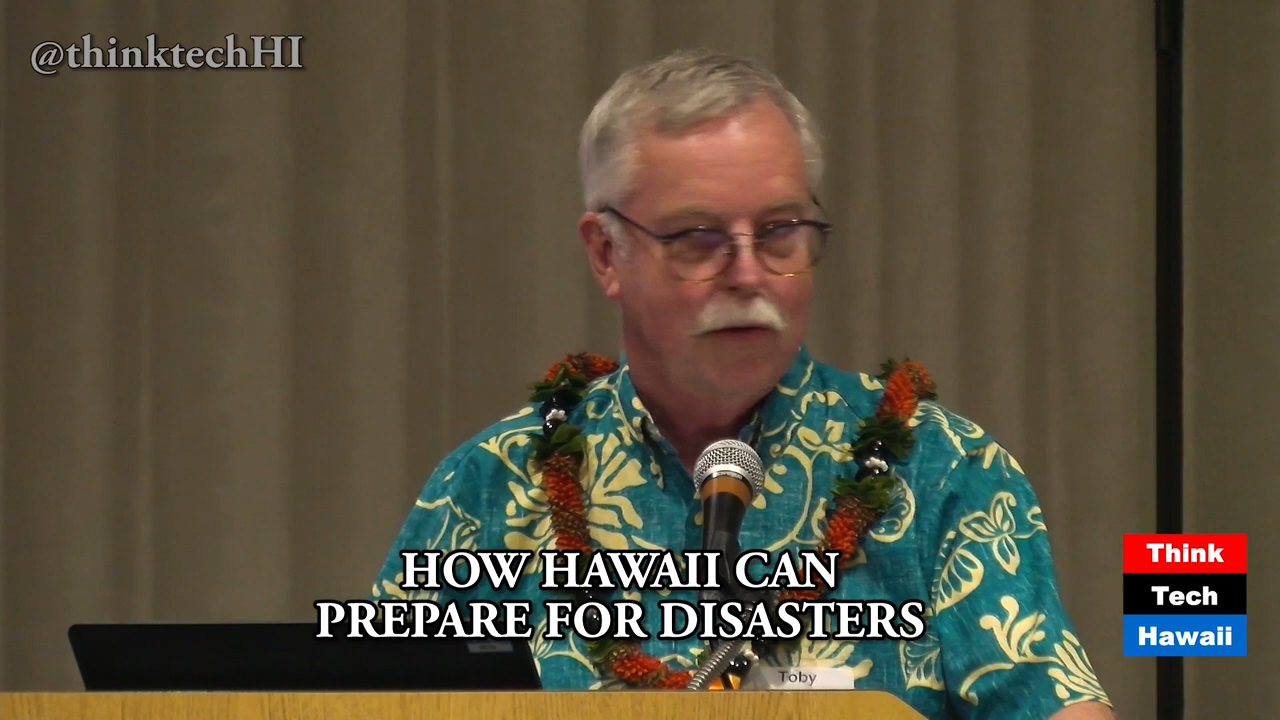 @thinktechHI
HOW HAWAII CAN
PREPARE FOR DISASTERS
Think
Tech
Hawaii
Toby